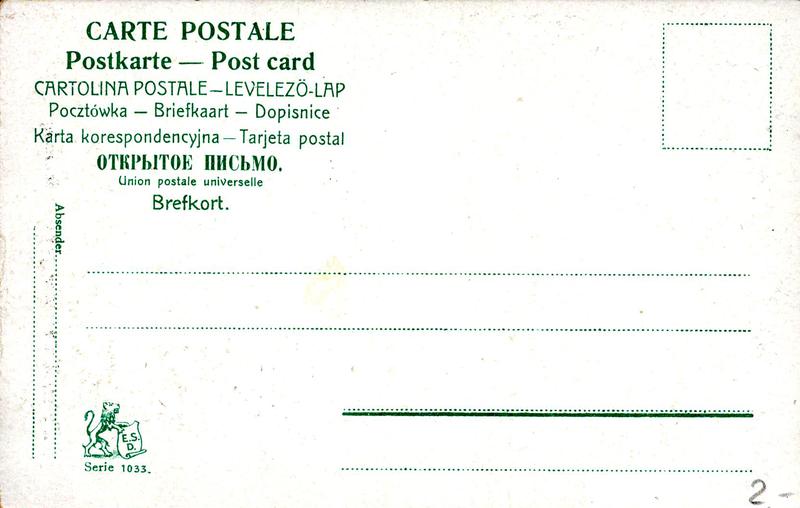 CARTE POSTALE
Postkarte — Post card
CARTOLINA POSTALE—LEVELEZÖ-LAP
Pocztówka — Briefkaart — Dopisnice
Karta korespondencyjna — Tarjeta postal
ОТКРЫТОЕ ПИСЬМО.
Union postale universelle
Brefkort.
Absender.
E.S.
D.
Serie 1033.
2 -